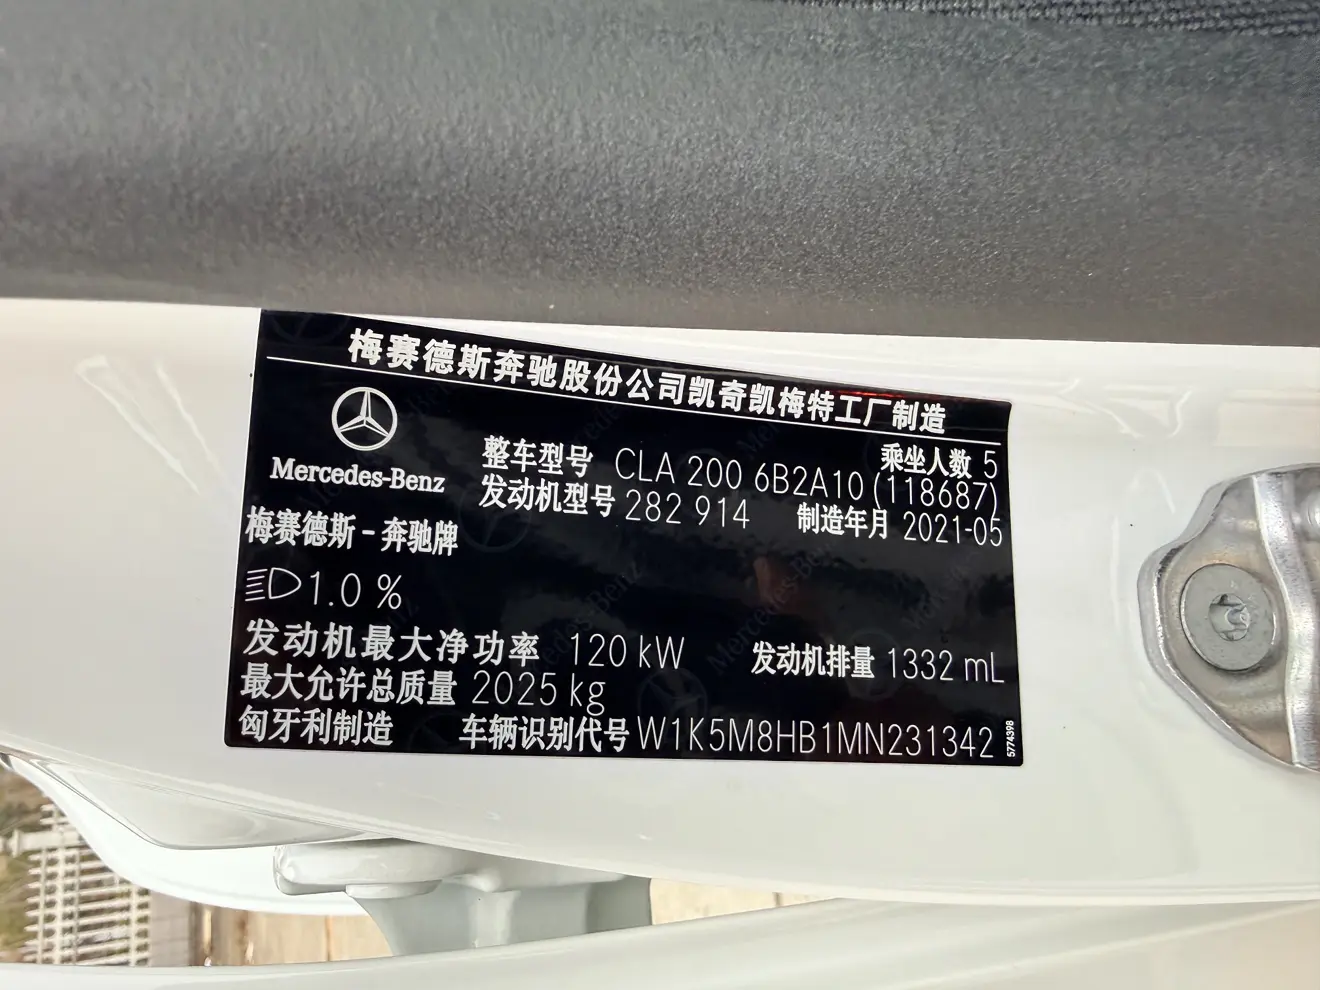 梅赛德斯奔驰股份公司凯奇凯梅特工厂制造
Mercedes-Benz
乘坐人数 5
整车型号 CLA 200 6B2A10 (118687)
发动机型号 282 914 制造年月 2021-05
梅赛德斯-奔驰牌
1.0 %
发动机最大净功率 120 kW 发动机排量 1332 mL
最大允许总质量 2025 kg
匈牙利制造 车辆识别代号 W1K5M8HB1MN231342
5774398